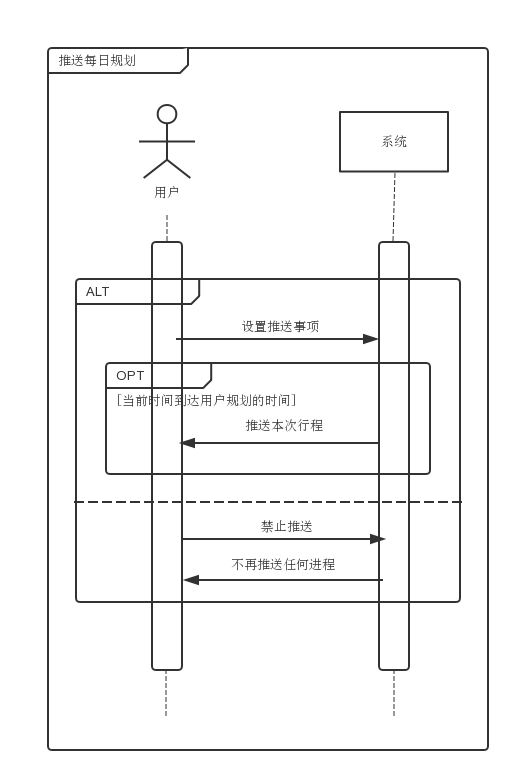 推送每日规划
用户
系统
ALT
设置推送事项
OPT
[当前时间到达用户规划的时间]
推送本次行程
禁止推送
不再推送任何进程